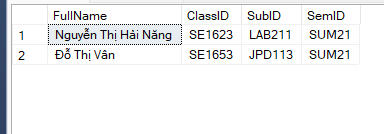 FullName ClassID SubID SemID
1 Nguyễn Thị Hải Năng SE1623 LAB211 SUM21
2 Đỗ Thị Vân SE1653 JPD113 SUM21